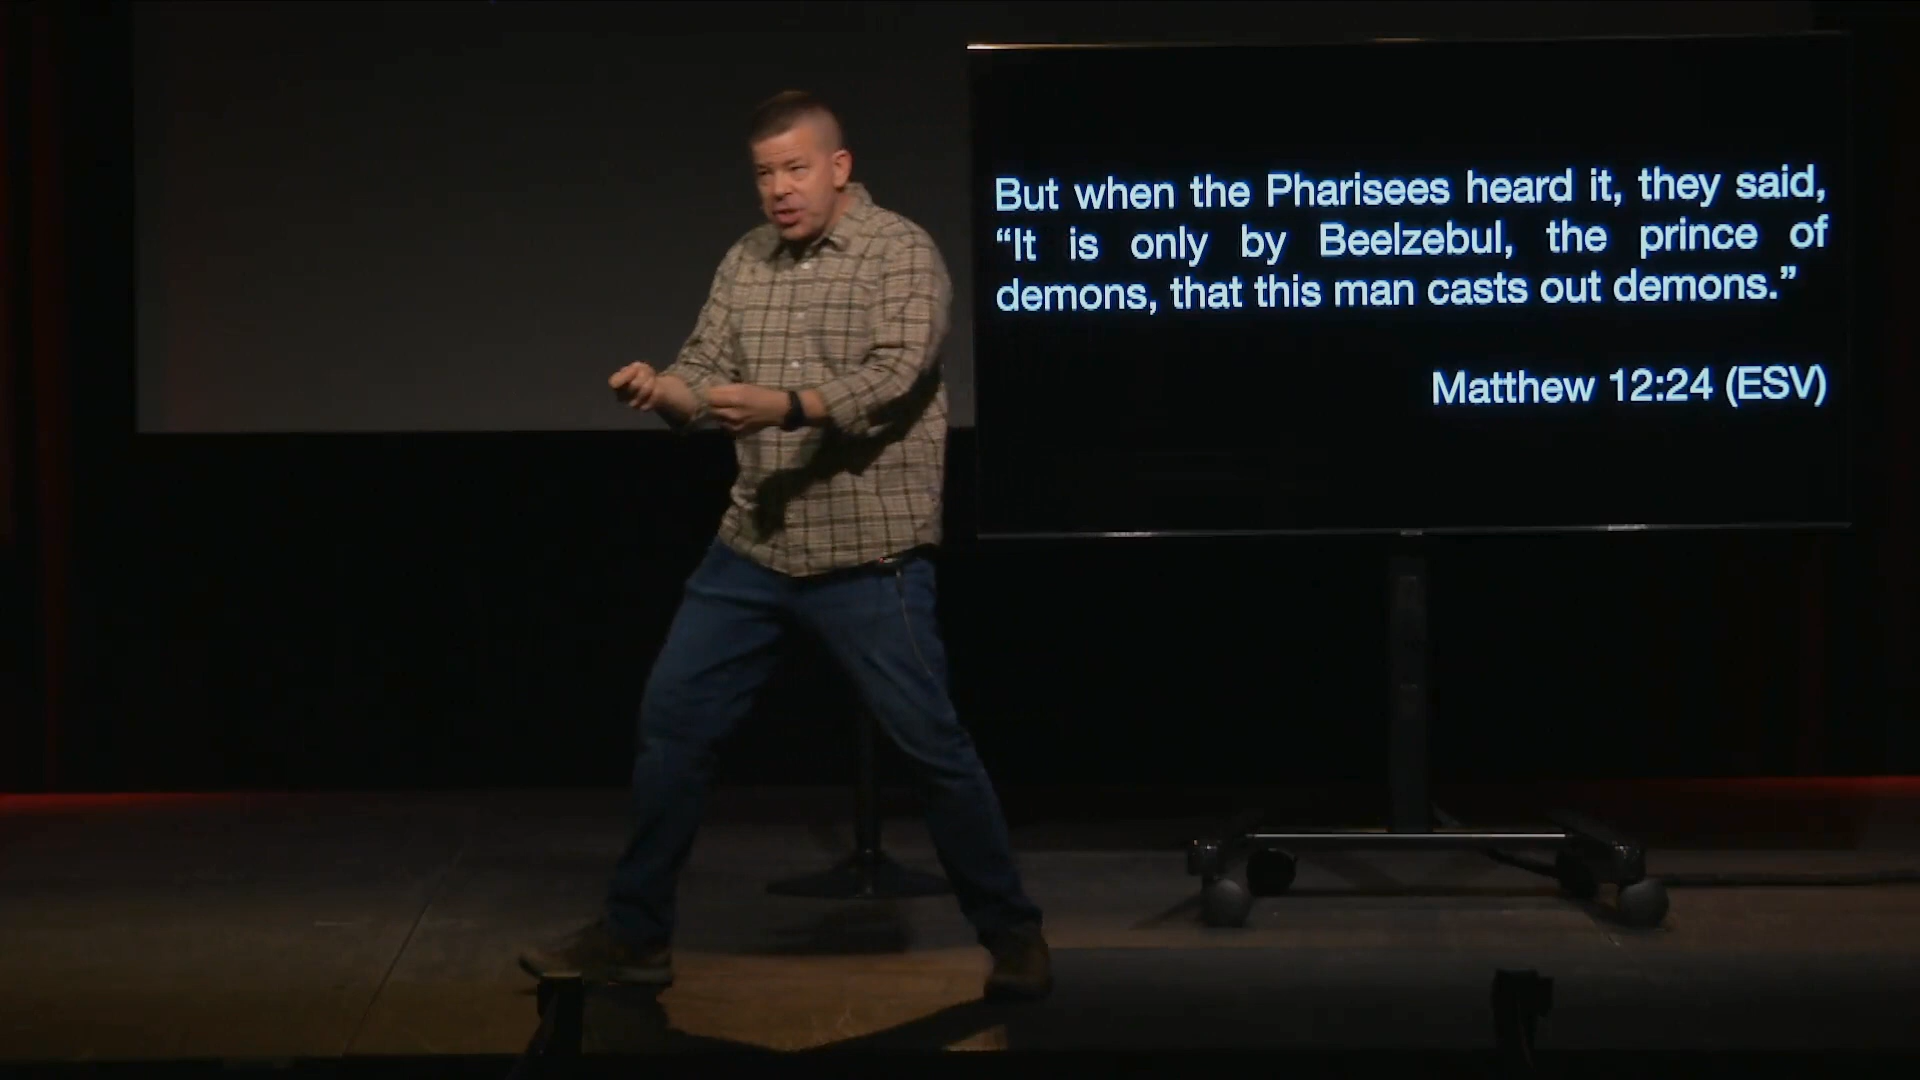 But when the Pharisees heard it, they said,
“It is only by Beelzebul, the prince of
demons, that this man casts out demons.”
Matthew 12:24 (ESV)